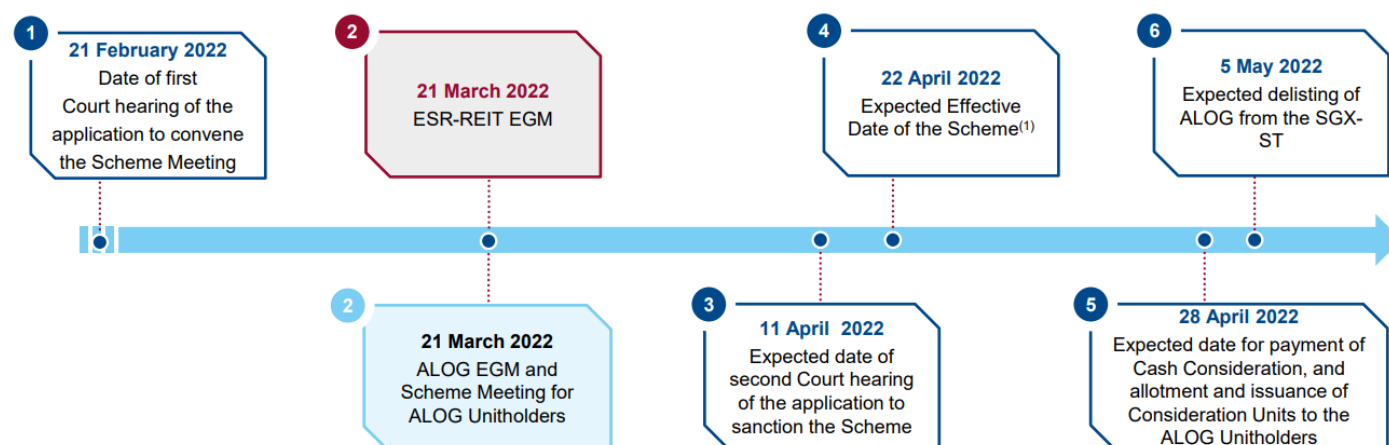 1
21 February 2022
Date of first
Court hearing of the
application to convene
the Scheme Meeting
2
21 March 2022
ESR-REIT EGM
2
21 March 2022
ALOG EGM and
Scheme Meeting for
ALOG Unitholders
3
11 April 2022
Expected date of
second Court hearing
of the application to
sanction the Scheme
4
22 April 2022
Expected Effective
Date of the Scheme(1)
5
28 April 2022
Expected date for payment of
Cash Consideration, and
allotment and issuance of
Consideration Units to the
ALOG Unitholders
6
5 May 2022
Expected delisting of
ALOG from the SGX-
ST